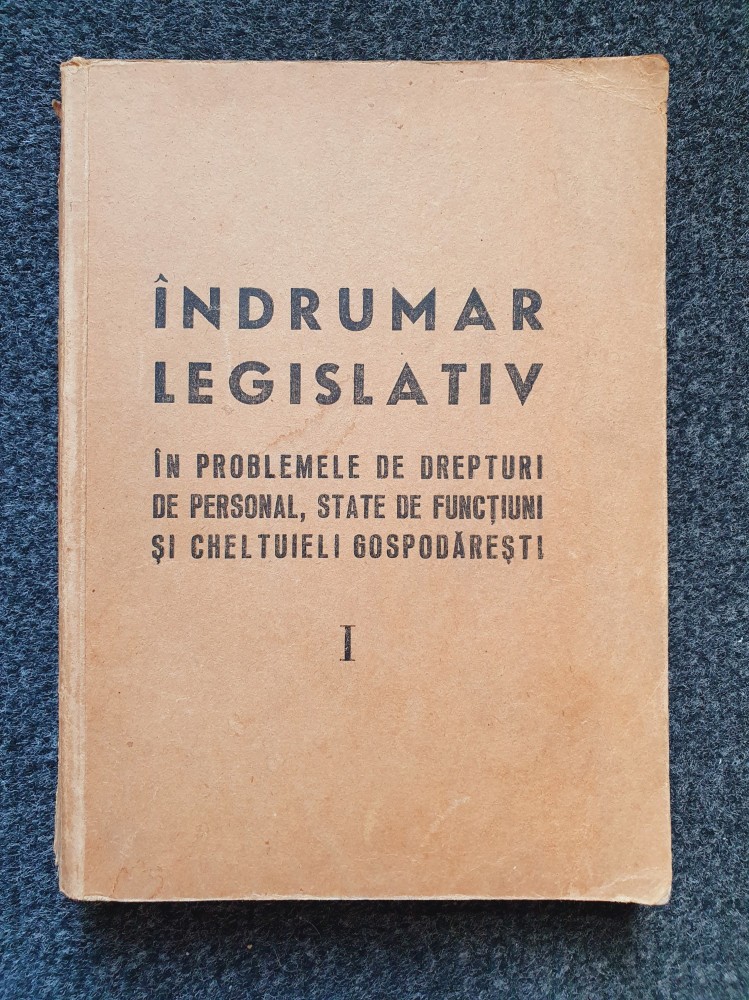 ÎNDRUMAR
LEGISLATIV
ÎN PROBLEMELE DE DREPTURI
DE PERSONAL, STATE DE FUNCȚIUNI
ȘI CHELTUIELI GOSPODĂREȘTI
I